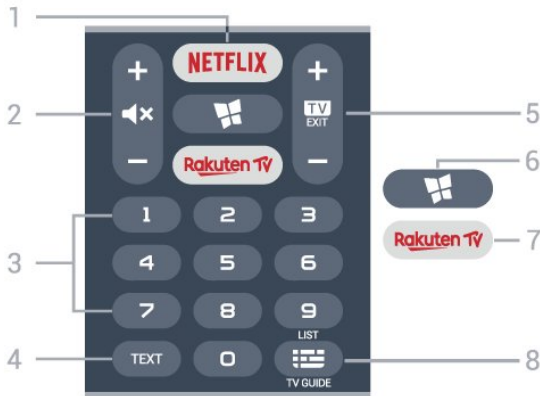 1
NETFLIX
+ +
2
TV
EXIT
5
6
− −
Rakuten TV
Rakuten TV
7
1 2 3
3
4 5 6
7 8 9
LIST
4
TEXT
0
8
TV GUIDE